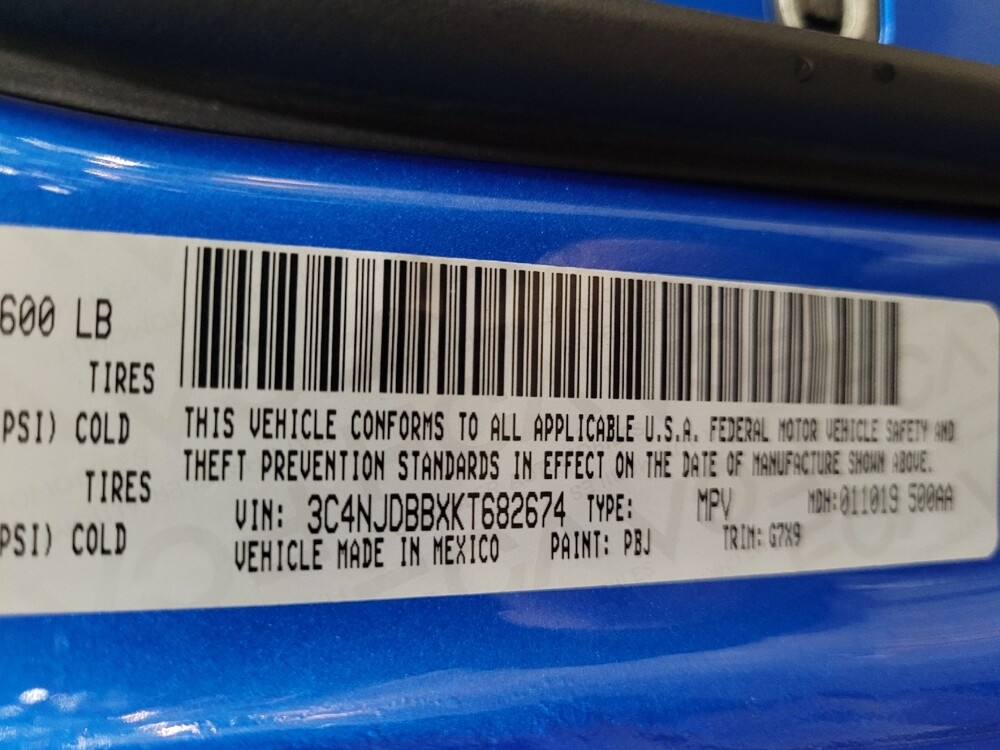 600 LB
TIRES
PSI) COLD
TIRES
PSI) COLD
THIS VEHICLE CONFORMS TO ALL APPLICABLE U.S.A. FEDERAL MOTOR VEHICLE SAFETY AND
THEFT PREVENTION STANDARDS IN EFFECT ON THE DATE OF MANUFACTURE SHOWN ABOVE.
VIN: 3C4NJDBBXKT682674 TYPE: MPV MDH:011019 500AA
VEHICLE MADE IN MEXICO PAINT: PBJ TRIM: G7X9